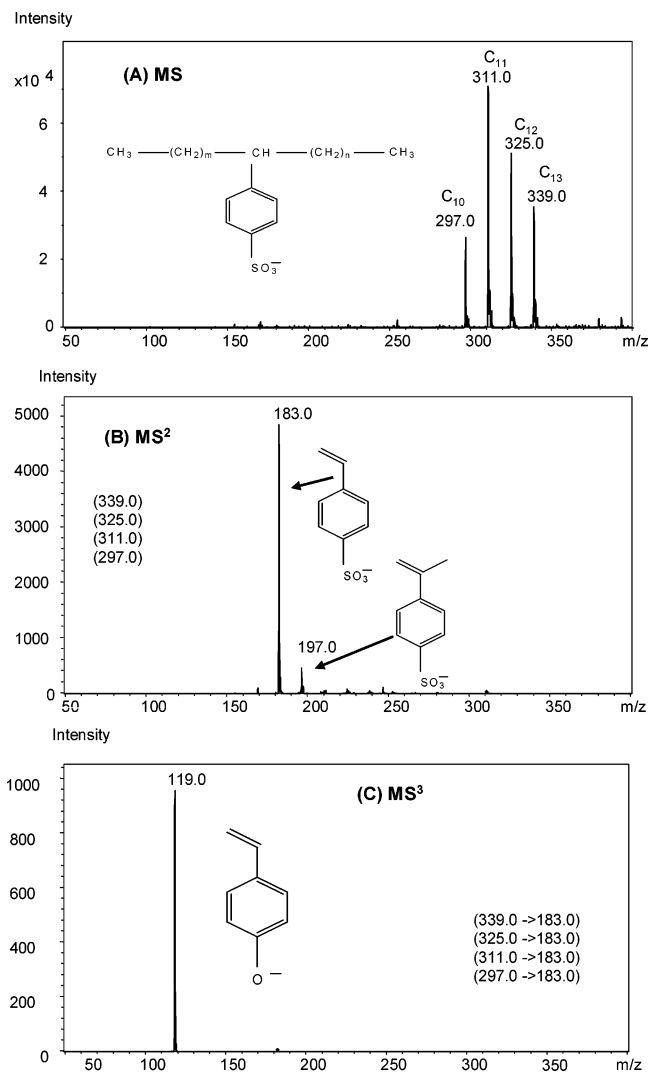 Intensity
x10 4
(A) MS
C11
311.0
6
C12
325.0
CH3 (CH2)m CH (CH2)n CH3
4
C13
339.0
C10
297.0
SO3−
2
0
50 100 150 200 250 300 350 m/z
Intensity
5000
183.0
(B) MS2
4000
(339.0)
(325.0)
3000
(311.0)
(297.0)
SO3−
2000
1000
197.0
SO3−
0
50 100 150 200 250 300 350 m/z
Intensity
1000
119.0
(C) MS3
800
600
(339.0 ->183.0)
400
(325.0 ->183.0)
(311.0 ->183.0)
(297.0 ->183.0)
O −
200
0
50 100 150 200 250 300 350 m/z